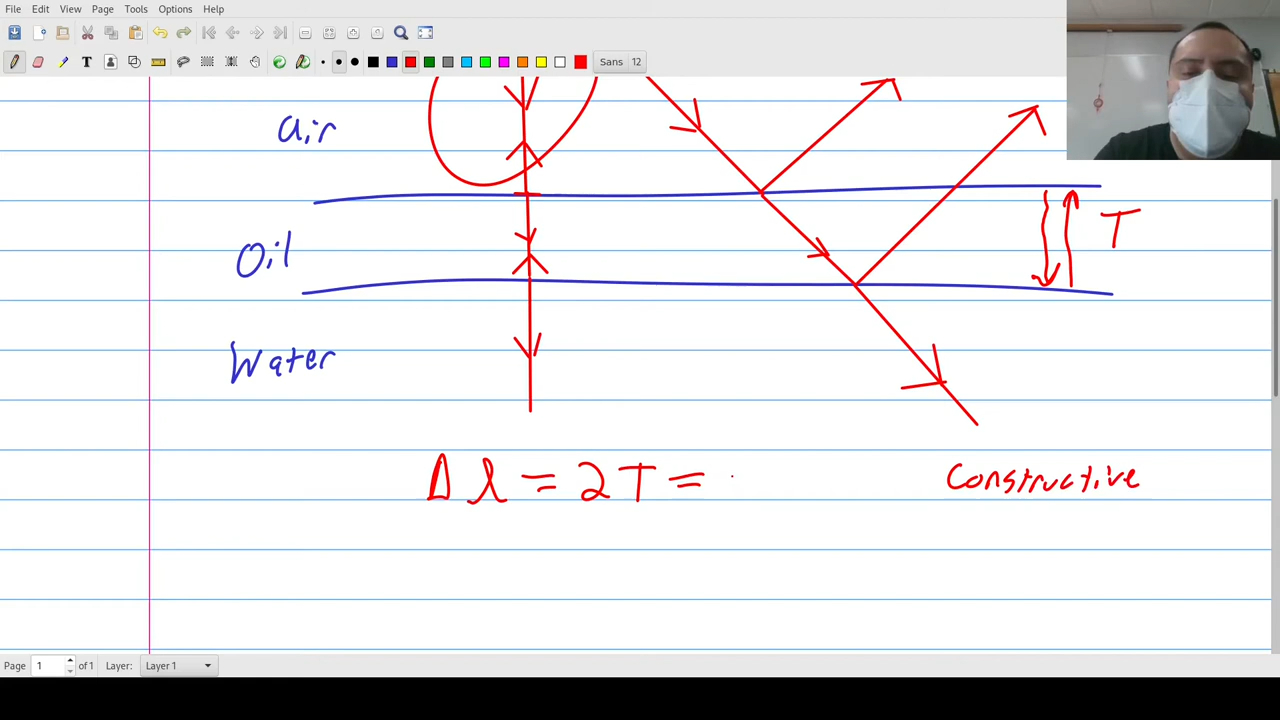 File Edit View Page Tools Options Help
T
Sans 12
air
Oil
T
Water
Δl = 2T =
Constructive
Page 1 of 1 Layer: Layer 1